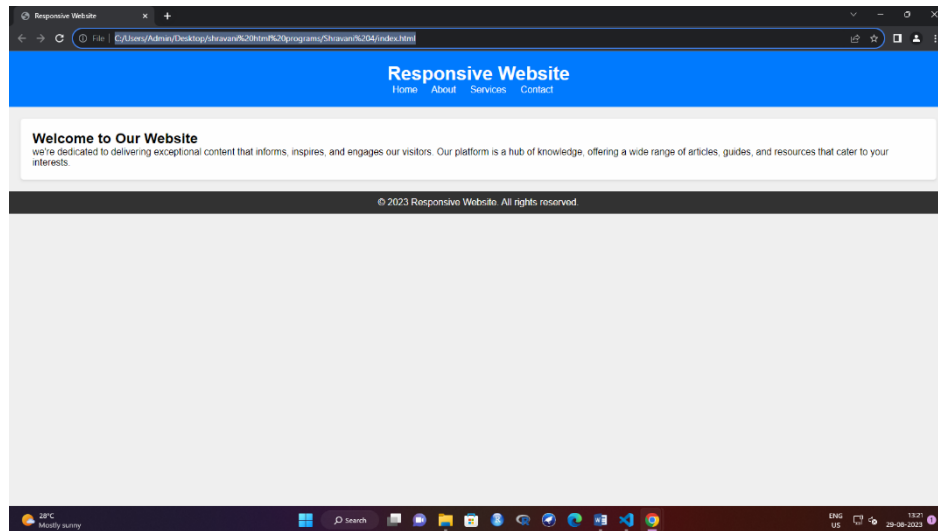 Responsive Website
File C:/Users/Admin/Desktop/shravani%20html%20programs/Shravani%204/index.html
Responsive Website
Home About Services Contact
Welcome to Our Website
we're dedicated to delivering exceptional content that informs, inspires, and engages our visitors. Our platform is a hub of knowledge, offering a wide range of articles, guides, and resources that cater to your
interests.
© 2023 Responsive Website. All rights reserved.
28°C
Mostly sunny
Search
ENG
US
13:21
29-08-2023